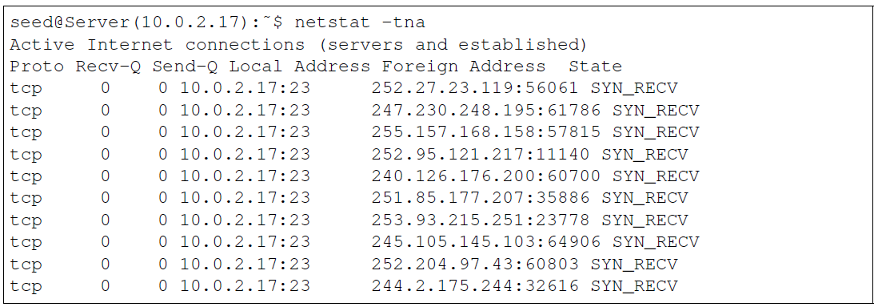 seed@Server(10.0.2.17):~$ netstat -tna
Active Internet connections (servers and established)
Proto Recv-Q Send-Q Local Address Foreign Address State
tcp 0 0 10.0.2.17:23 252.27.23.119:56061 SYN_RECV
tcp 0 0 10.0.2.17:23 247.230.248.195:61786 SYN_RECV
tcp 0 0 10.0.2.17:23 255.157.168.158:57815 SYN_RECV
tcp 0 0 10.0.2.17:23 252.95.121.217:11140 SYN_RECV
tcp 0 0 10.0.2.17:23 240.126.176.200:60700 SYN_RECV
tcp 0 0 10.0.2.17:23 251.85.177.207:35886 SYN_RECV
tcp 0 0 10.0.2.17:23 253.93.215.251:23778 SYN_RECV
tcp 0 0 10.0.2.17:23 245.105.145.103:64906 SYN_RECV
tcp 0 0 10.0.2.17:23 252.204.97.43:60803 SYN_RECV
tcp 0 0 10.0.2.17:23 244.2.175.244:32616 SYN_RECV